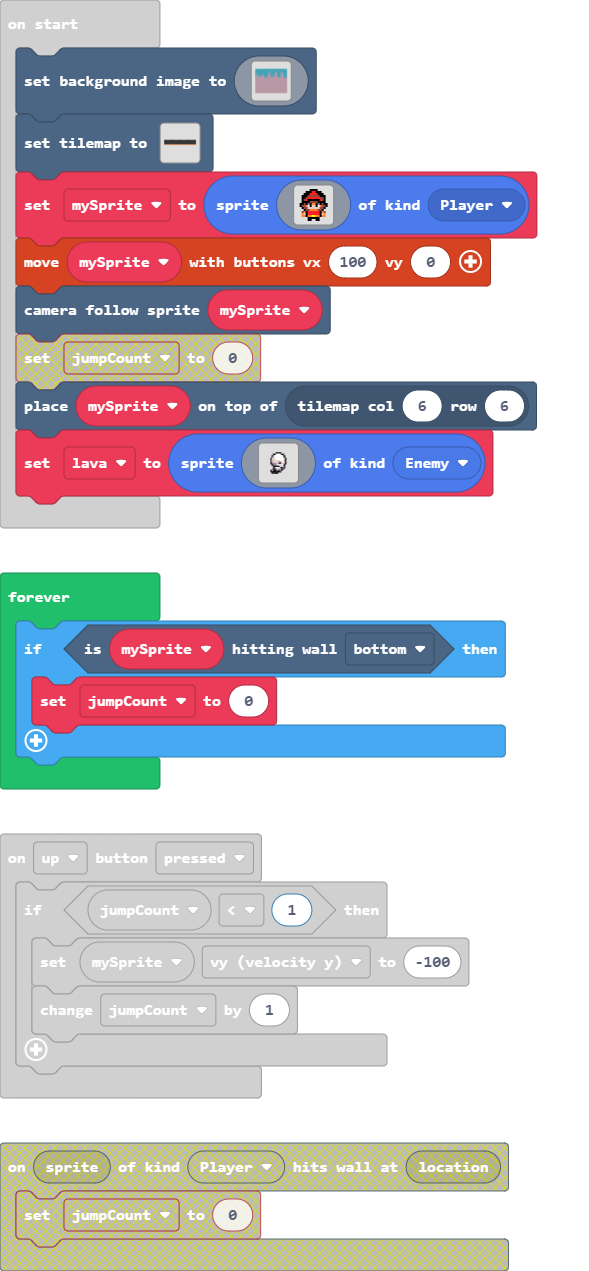 on start
set background image to
set tilemap to
set mySprite to sprite of kind Player
move mySprite with buttons vx 100 vy 0
camera follow sprite mySprite
set jumpCount to 0
place mySprite on top of tilemap col 6 row 6
set lava to sprite of kind Enemy
forever
if is mySprite hitting wall bottom then
set jumpCount to 0
on up button pressed
if jumpCount < 1 then
set mySprite vy (velocity y) to -100
change jumpCount by 1
on sprite of kind Player hits wall at location
set jumpCount to 0